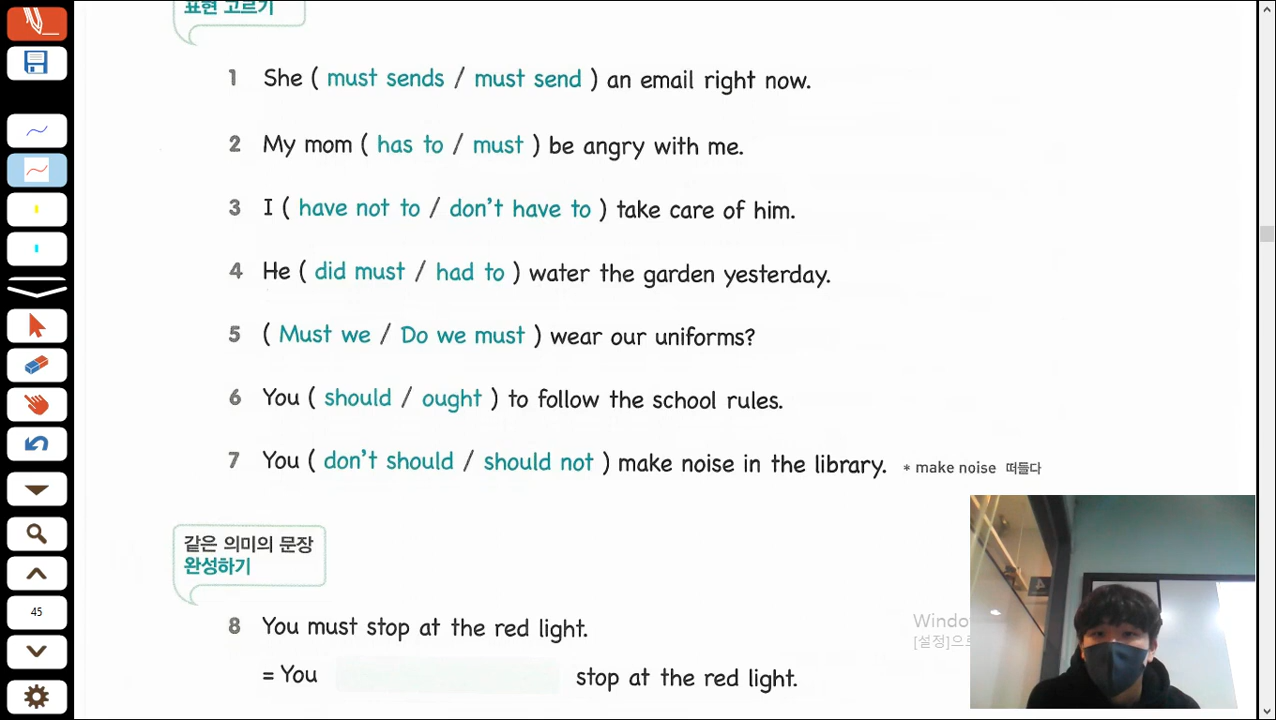 표현 고르기
1 She ( must sends / must send ) an email right now.
2 My mom ( has to / must ) be angry with me.
3 I ( have not to / don't have to ) take care of him.
4 He ( did must / had to ) water the garden yesterday.
5 ( Must we / Do we must ) wear our uniforms?
6 You ( should / ought ) to follow the school rules.
7 You ( don't should / should not ) make noise in the library. * make noise 떠들다
같은 의미의 문장
완성하기
8 You must stop at the red light.
= You stop at the red light.
45